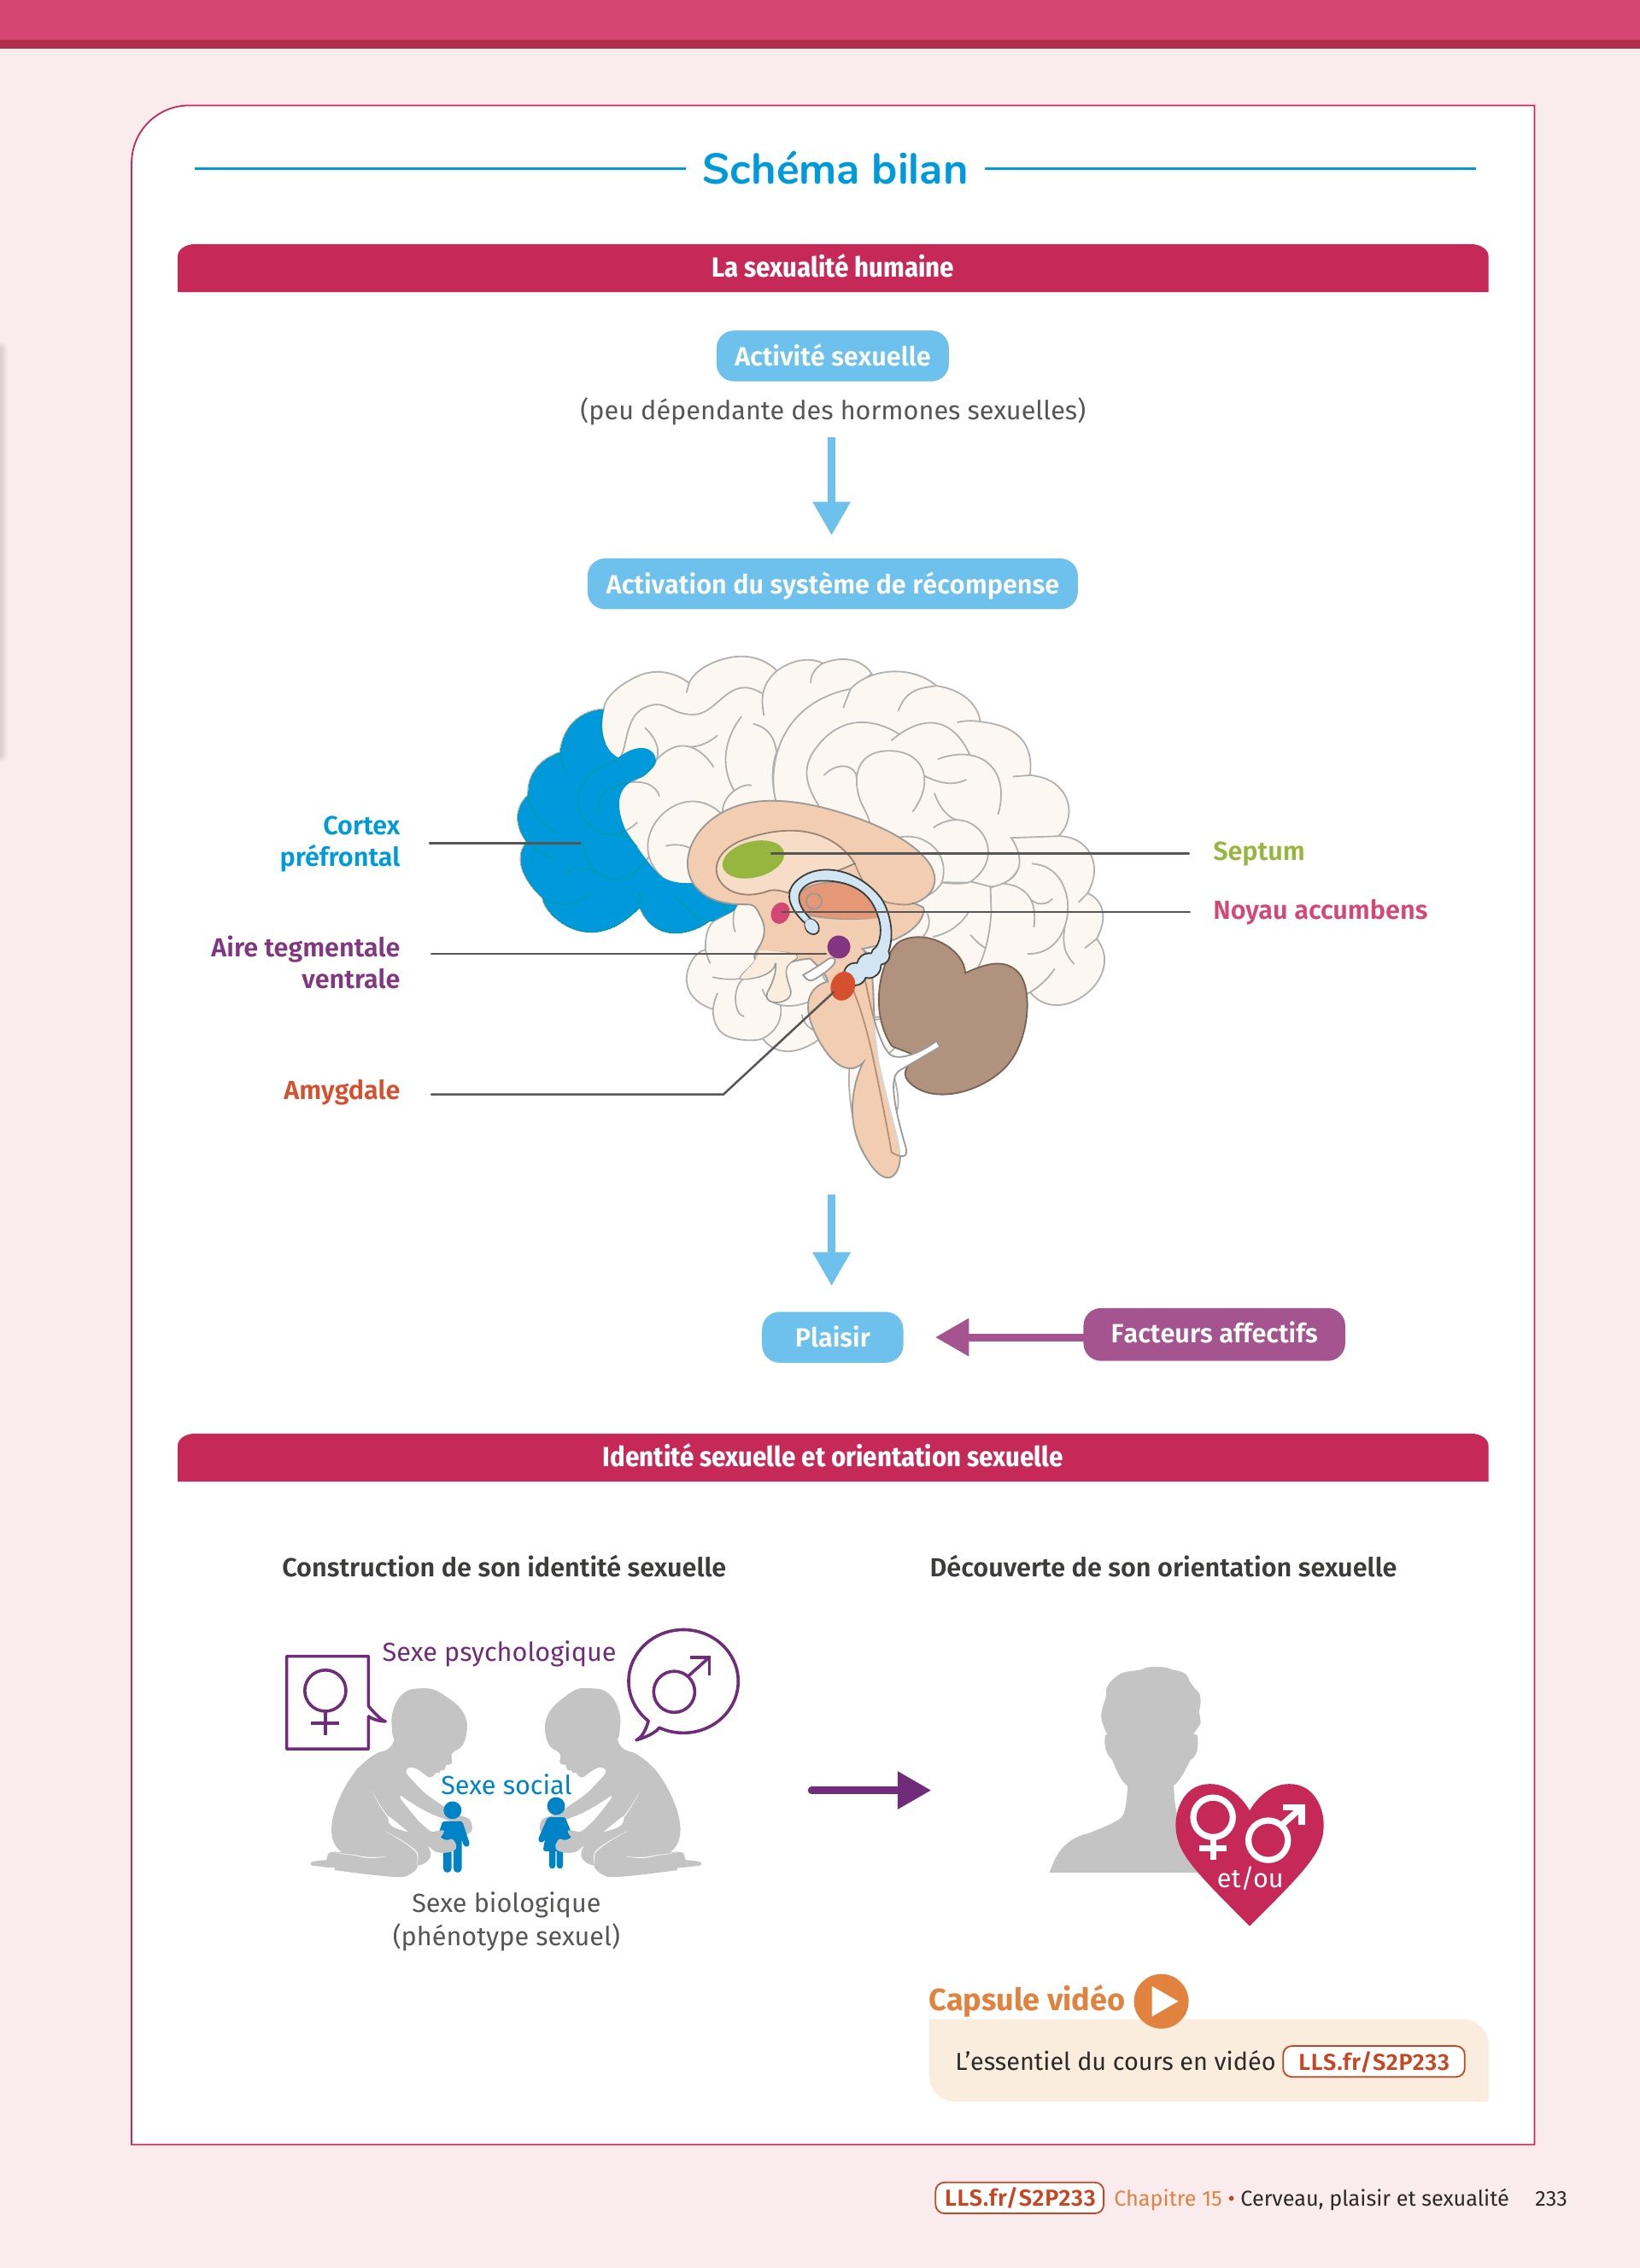 Schéma bilan
La sexualité humaine
Activité sexuelle
(peu dépendante des hormones sexuelles)
Activation du système de récompense
Cortex
préfrontal
Septum
Noyau accumbens
Aire tegmentale
ventrale
Amygdale
Plaisir
Facteurs affectifs
Identité sexuelle et orientation sexuelle
Construction de son identité sexuelle
Découverte de son orientation sexuelle
Sexe psychologique
Sexe social
et/ou
Sexe biologique
(phénotype sexuel)
Capsule vidéo
L'essentiel du cours en vidéo LLS.fr/S2P233
LLS.fr/S2P233 Chapitre 15 • Cerveau, plaisir et sexualité 233